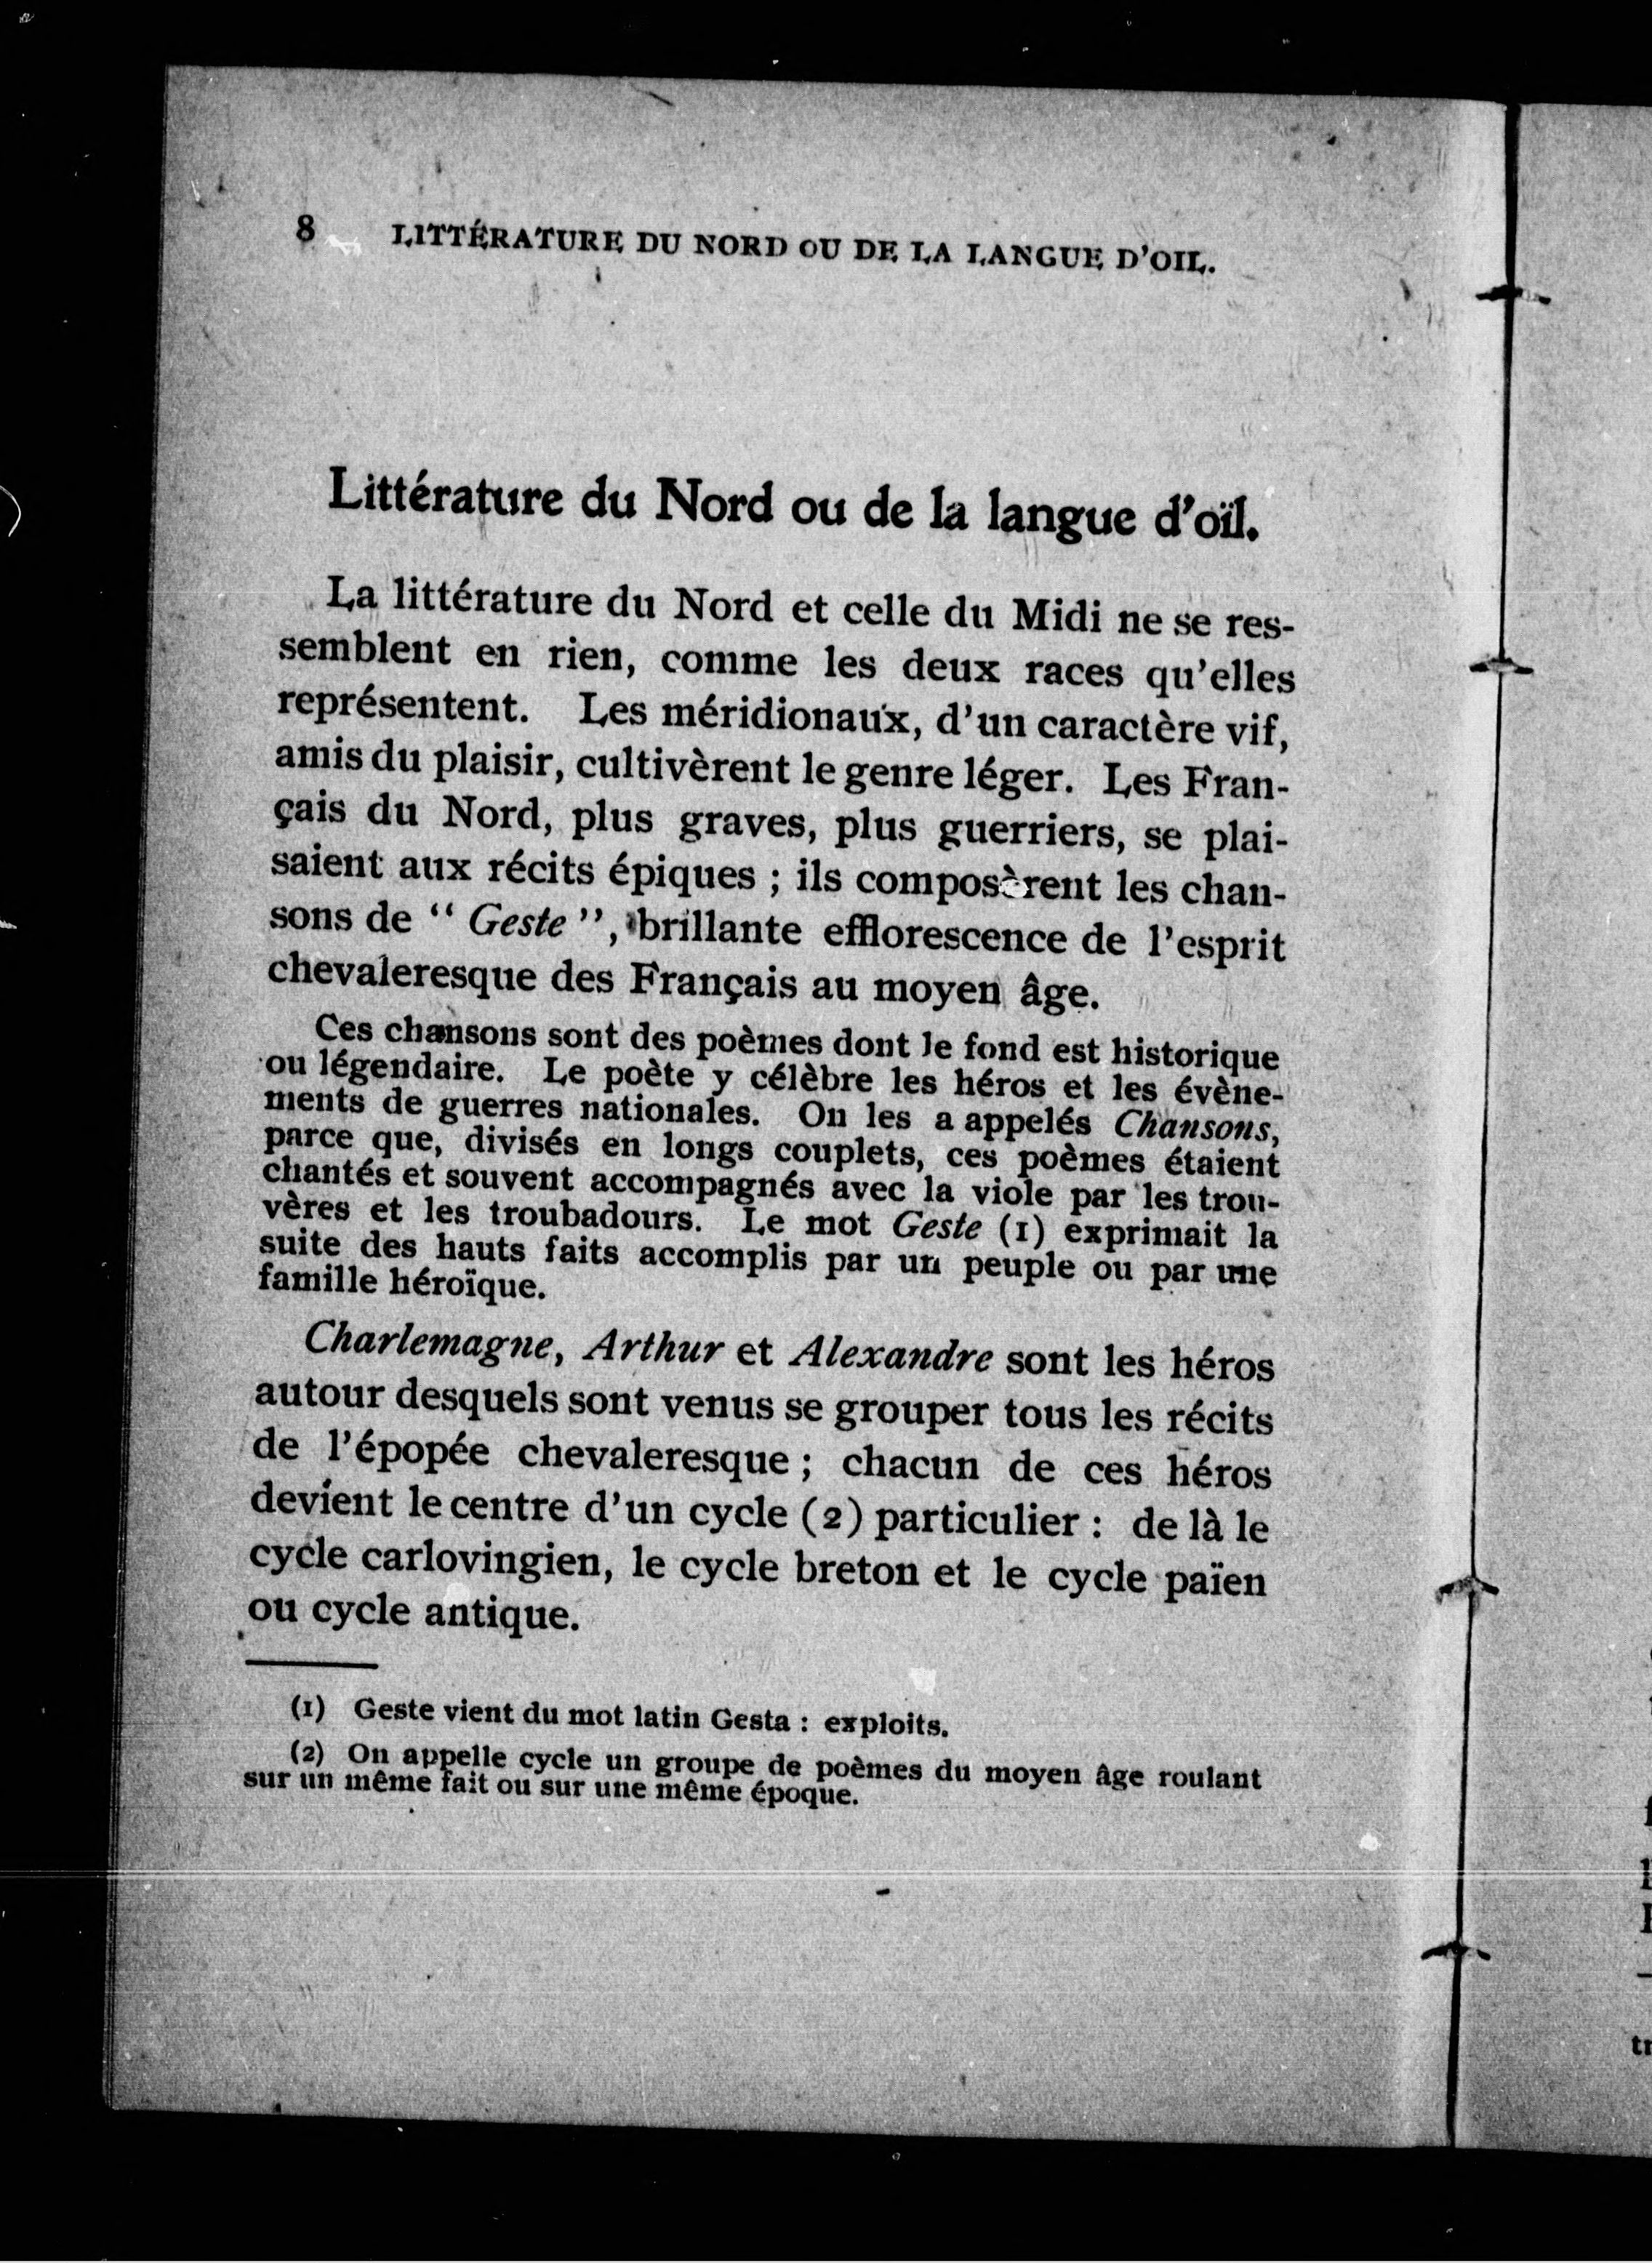 8 LITTÉRATURE DU NORD OU DE LA LANGUE D'OIL.
Littérature du Nord ou de la langue d'oïl.
La littérature du Nord et celle du Midi ne se res-
semblent en rien, comme les deux races qu'elles
représentent. Les méridionaux, d'un caractère vif,
amis du plaisir, cultivèrent le genre léger. Les Fran-
çais du Nord, plus graves, plus guerriers, se plai-
saient aux récits épiques ; ils composèrent les chan-
sons de “ Geste ”, brillante efflorescence de l'esprit
chevaleresque des Français au moyen âge.
Ces chansons sont des poèmes dont le fond est historique
ou légendaire. Le poète y célèbre les héros et les évène-
ments de guerres nationales. On les a appelés Chansons,
parce que, divisés en longs couplets, ces poèmes étaient
chantés et souvent accompagnés avec la viole par les trou-
vères et les troubadours. Le mot Geste (1) exprimait la
suite des hauts faits accomplis par un peuple ou par une
famille héroïque.
Charlemagne, Arthur et Alexandre sont les héros
autour desquels sont venus se grouper tous les récits
de l'épopée chevaleresque ; chacun de ces héros
devient le centre d'un cycle (2) particulier : de là le
cycle carlovingien, le cycle breton et le cycle païen
ou cycle antique.
(1) Geste vient du mot latin Gesta : exploits.
(2) On appelle cycle un groupe de poèmes du moyen âge roulant
sur un même fait ou sur une même époque.